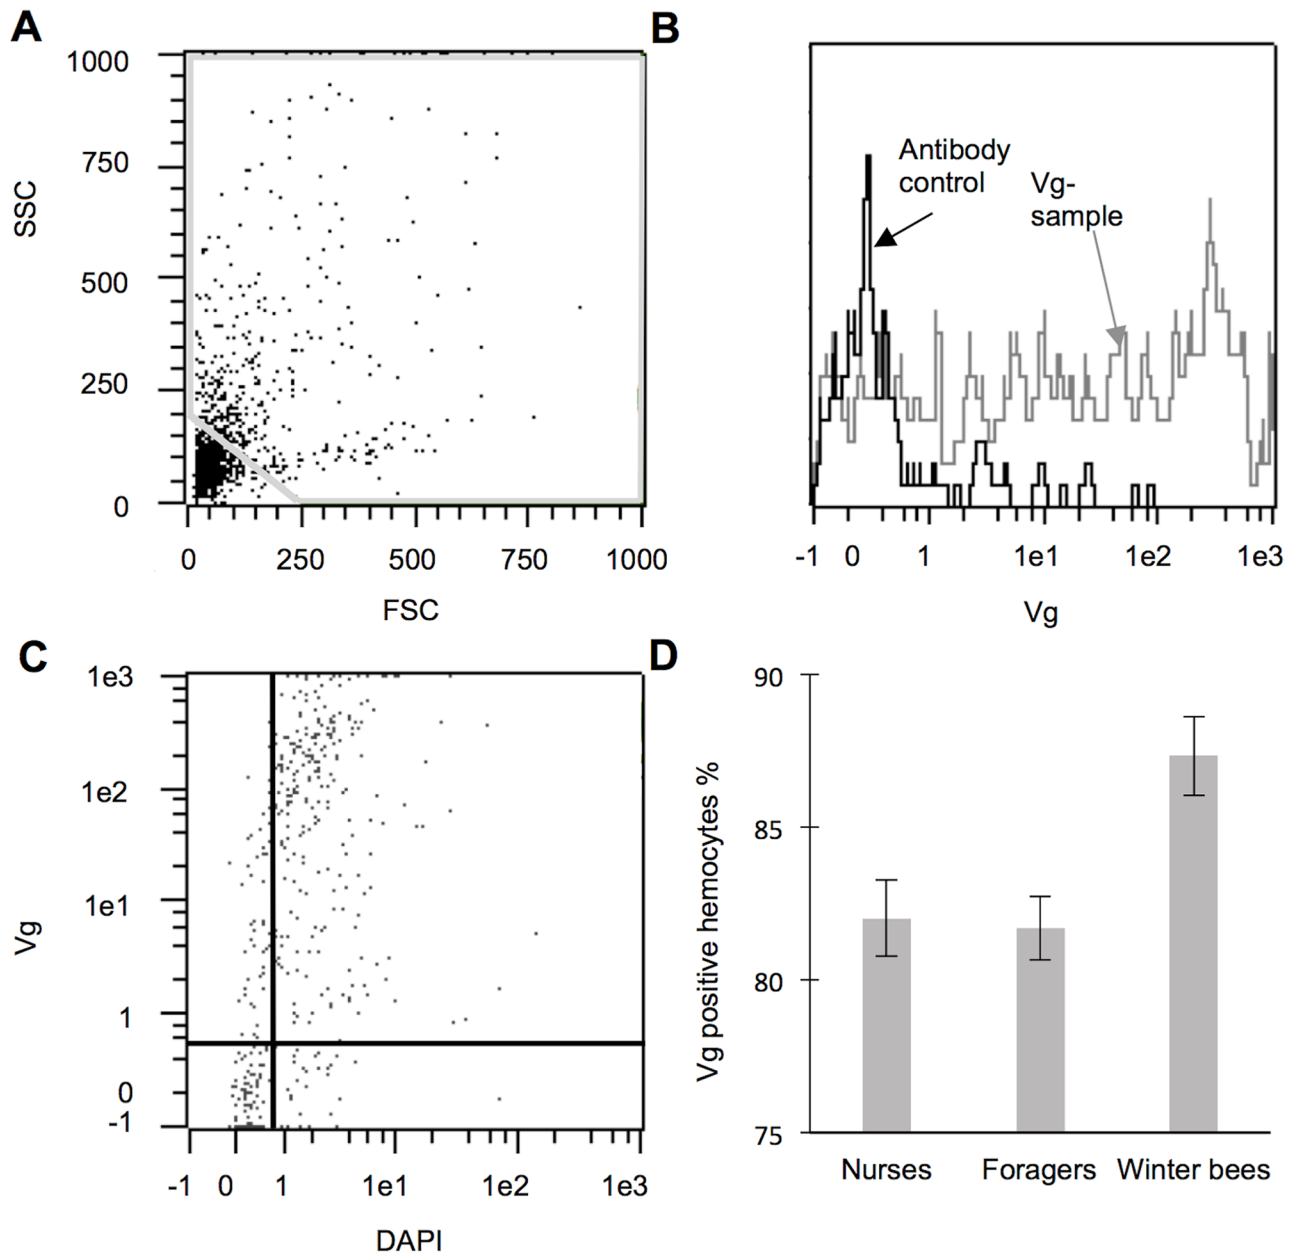 A
SSC
1000
750
500
250
0
0 250 500 750 1000
FSC
B
Antibody
control
Vg-
sample
-1 0 1 1e1 1e2 1e3
Vg
C
Vg
1e3
1e2
1e1
1
0
-1
-1 0 1 1e1 1e2 1e3
DAPI
D
Vg positive hemocytes %
90
85
80
75
Nurses Foragers Winter bees